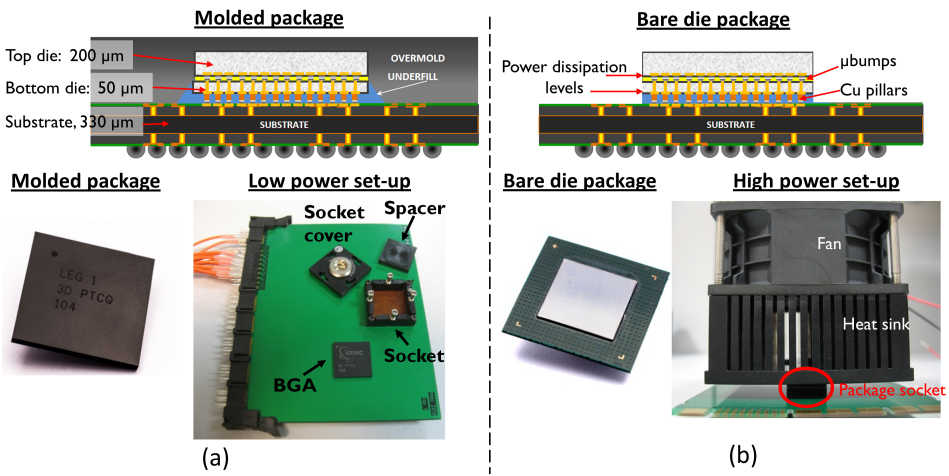 Molded package
Top die: 200 µm
OVERMOLD
UNDERFILL
Bottom die: 50 µm
Substrate, 330 µm
SUBSTRATE
Molded package
LEG 1
3D PTCQ
104
Low power set-up
Socket
cover
Spacer
Socket
BGA
imec
(a)
Bare die package
Power dissipation
levels
µbumps
Cu pillars
SUBSTRATE
Bare die package
High power set-up
Fan
Heat sink
Package socket
(b)